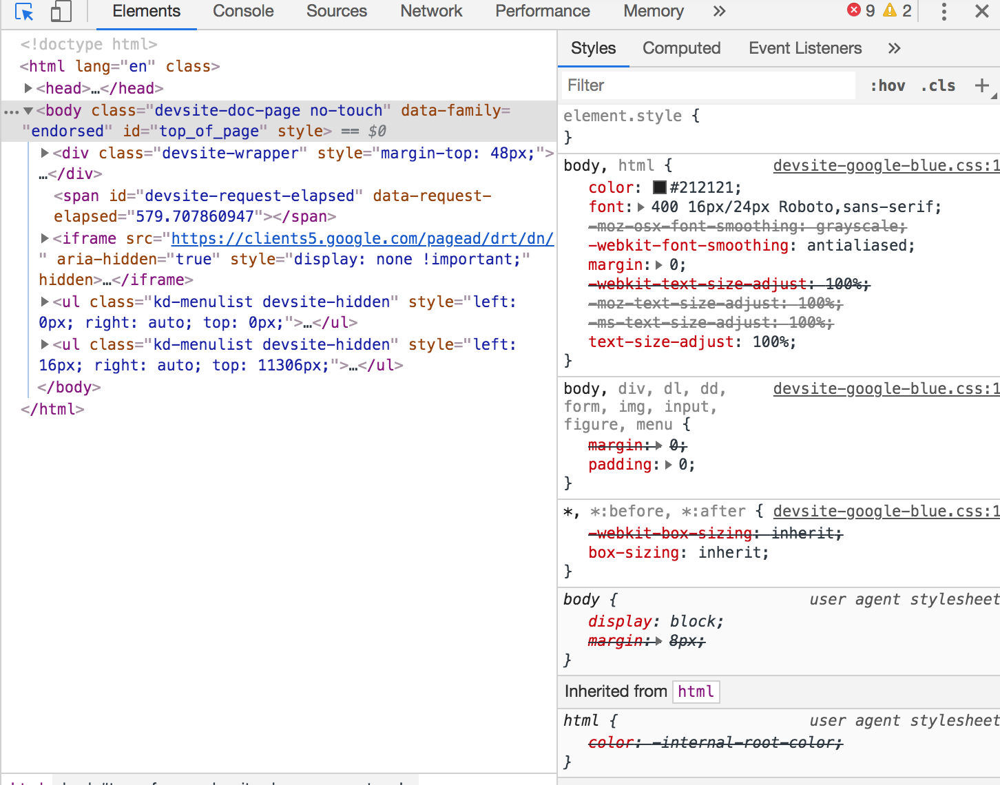 Elements Console Sources Network Performance Memory » 9 2
<!doctype html>
<html lang="en" class>
<head>…</head>
<body class="devsite-doc-page no-touch" data-family=
"endorsed" id="top_of_page" style> == $0
<div class="devsite-wrapper" style="margin-top: 48px;">
…</div>
<span id="devsite-request-elapsed" data-request-
elapsed="579.707860947"></span>
<iframe src="https://clients5.google.com/pagead/drt/dn/
" aria-hidden="true" style="display: none !important;"
hidden>…</iframe>
<ul class="kd-menulist devsite-hidden" style="left:
0px; right: auto; top: 0px;">…</ul>
<ul class="kd-menulist devsite-hidden" style="left:
16px; right: auto; top: 11306px;">…</ul>
</body>
</html>
Styles Computed Event Listeners »
Filter :hov .cls +
element.style {
}
body, html { devsite-google-blue.css:1
color: #212121;
font: 400 16px/24px Roboto,sans-serif;
-moz-osx-font-smoothing: grayscale;
-webkit-font-smoothing: antialiased;
margin: 0;
-webkit-text-size-adjust: 100%;
-moz-text-size-adjust: 100%;
-ms-text-size-adjust: 100%;
text-size-adjust: 100%;
}
body, div, dl, dd, devsite-google-blue.css:1
form, img, input,
figure, menu {
margin: 0;
padding: 0;
}
*, *:before, *:after { devsite-google-blue.css:1
-webkit-box-sizing: inherit;
box-sizing: inherit;
}
body { user agent stylesheet
display: block;
margin: 8px;
}
Inherited from html
html { user agent stylesheet
color: -internal-root-color;
}